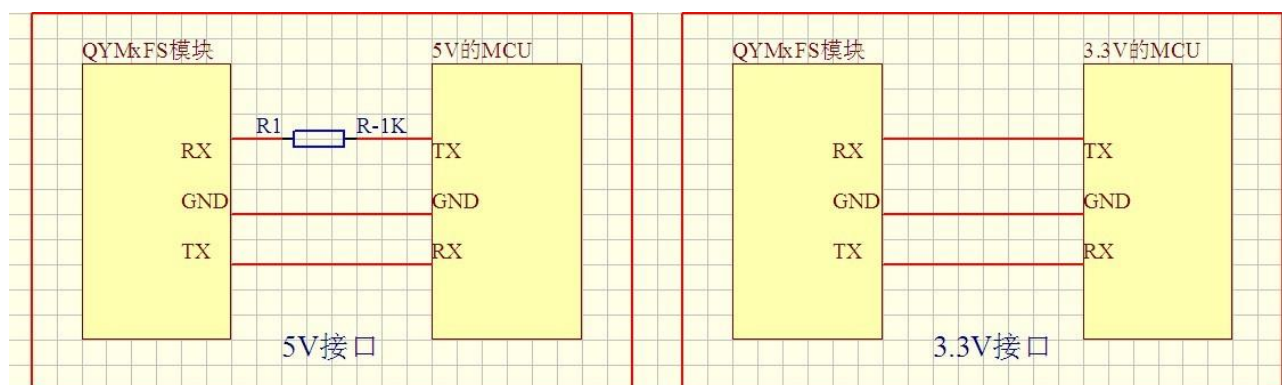 QYMxFS模块
5V的MCU
R1
R-1K
RX
TX
GND
GND
TX
RX
5V接口
QYMxFS模块
3.3V的MCU
RX
TX
GND
GND
TX
RX
3.3V接口